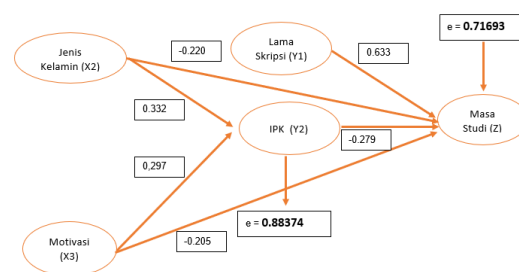 e = 0.71693
Jenis
Kelamin (X2)
-0.220
Lama
Skripsi (Y1)
0.633
0.332
IPK (Y2)
Masa
Studi (Z)
-0.279
0,297
e = 0.88374
-0.205
Motivasi
(X3)